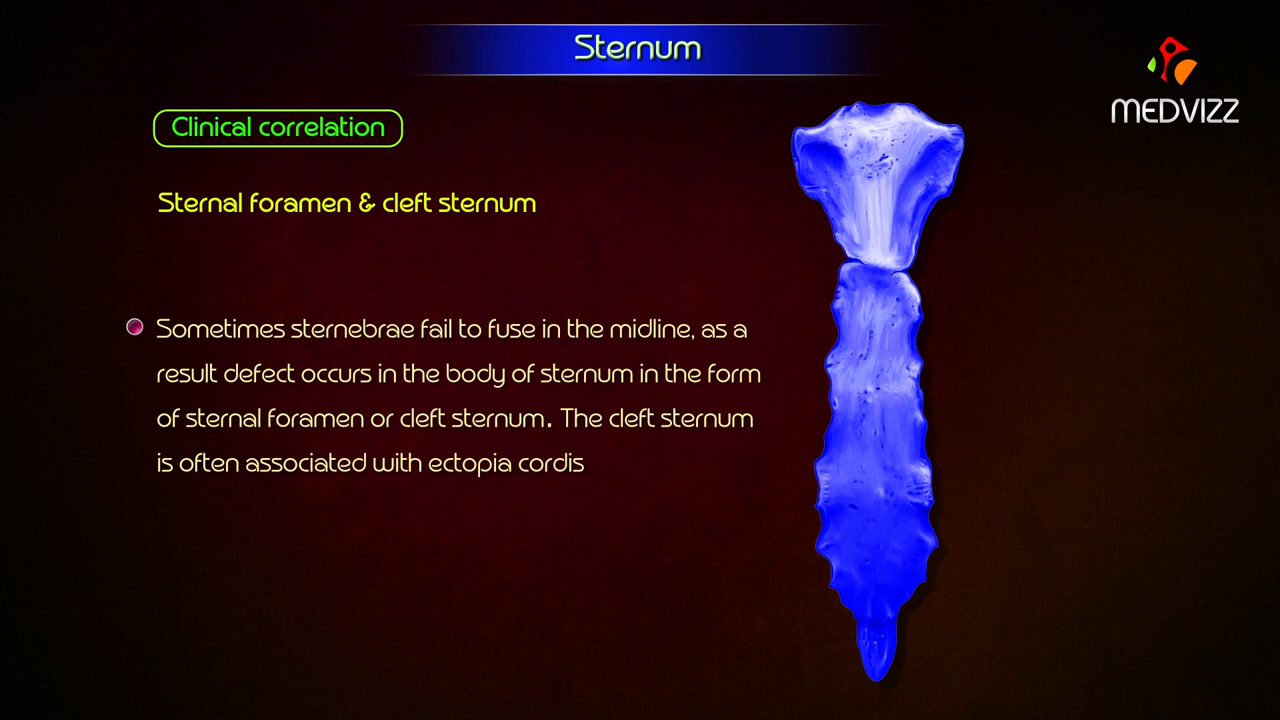 Sternum
MEDVIZZ
Clinical correlation
Sternal foramen & cleft sternum
Sometimes sternebrae fail to fuse in the midline, as a
result defect occurs in the body of sternum in the form
of sternal foramen or cleft sternum. The cleft sternum
is often associated with ectopia cordis